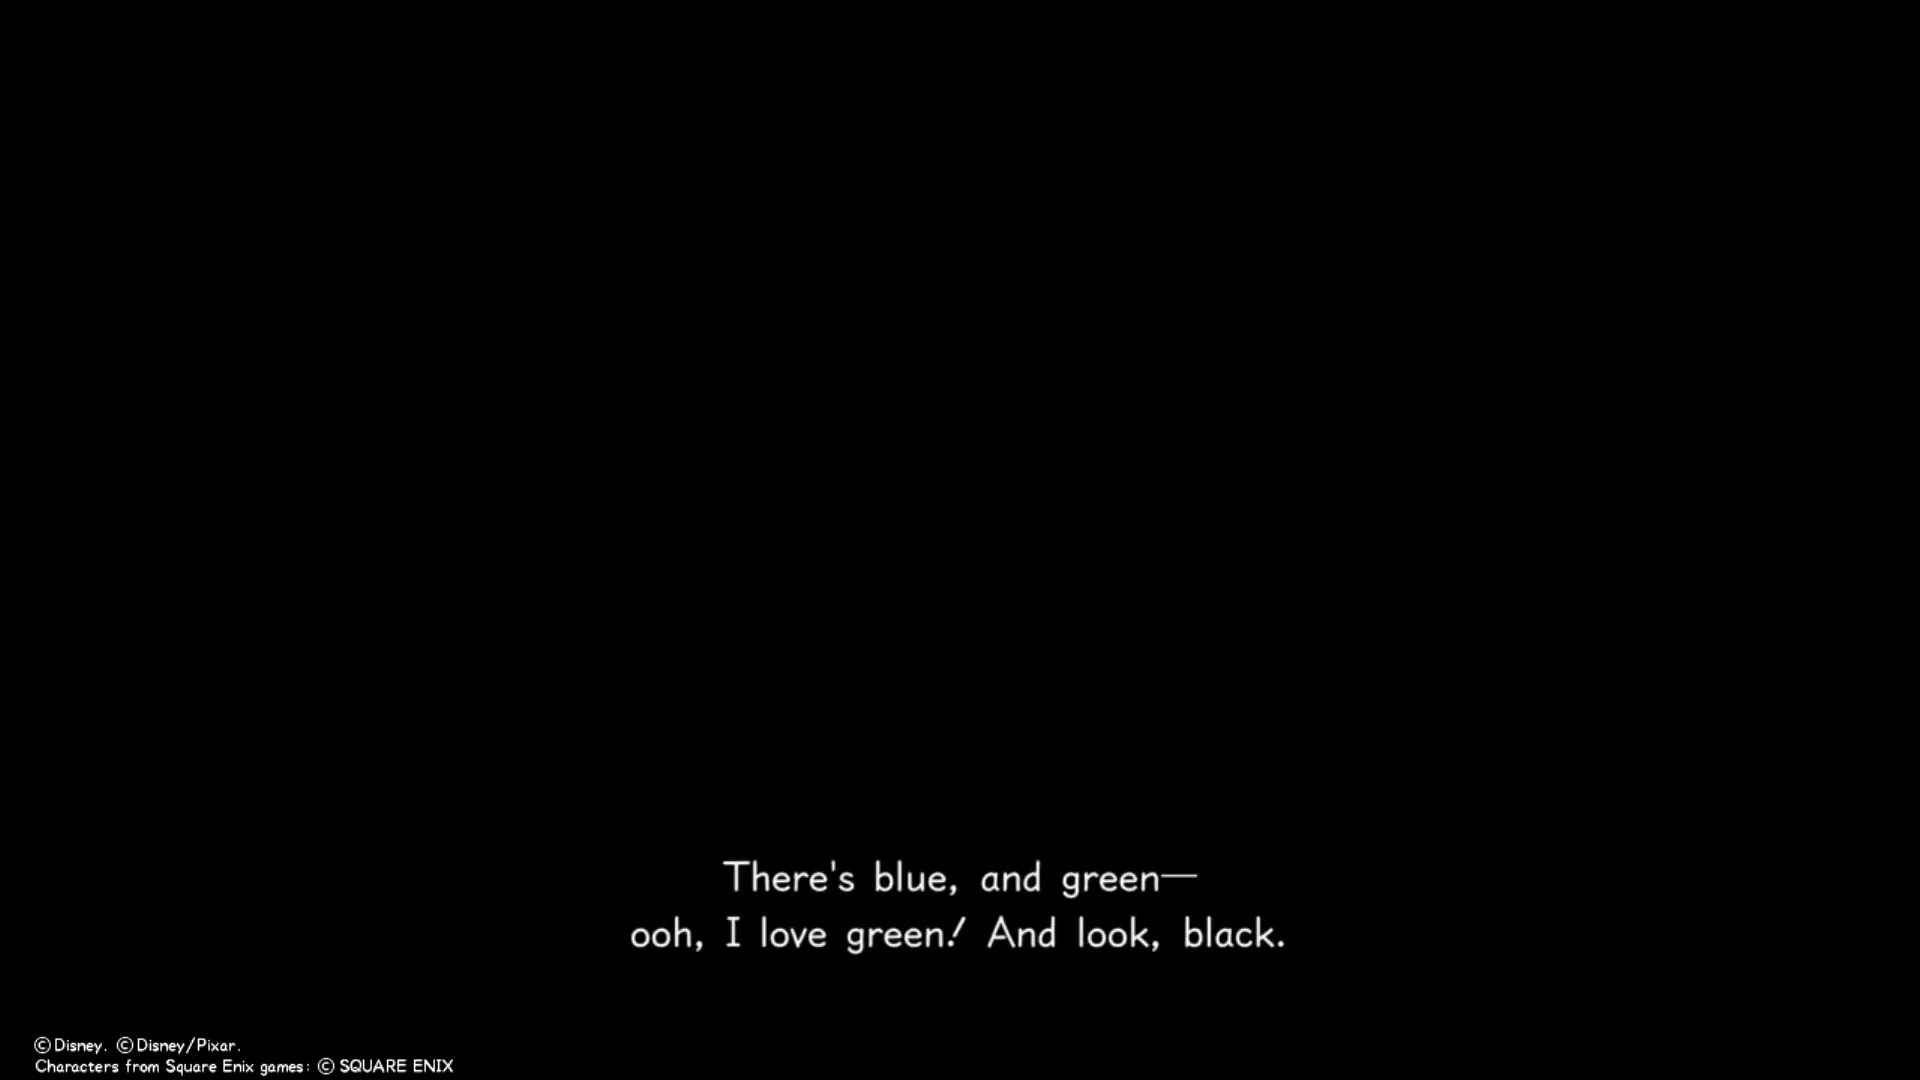 There's blue, and green—
ooh, I love green! And look, black.
©Disney. ©Disney/Pixar.
Characters from Square Enix games: © SQUARE ENIX